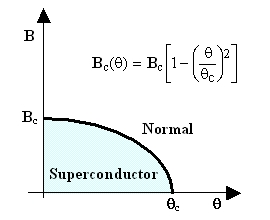 B
B_c(θ) = B_c[1-(θ/θ_C)^2]
B_c
Normal
Superconductor
θ_c
θ